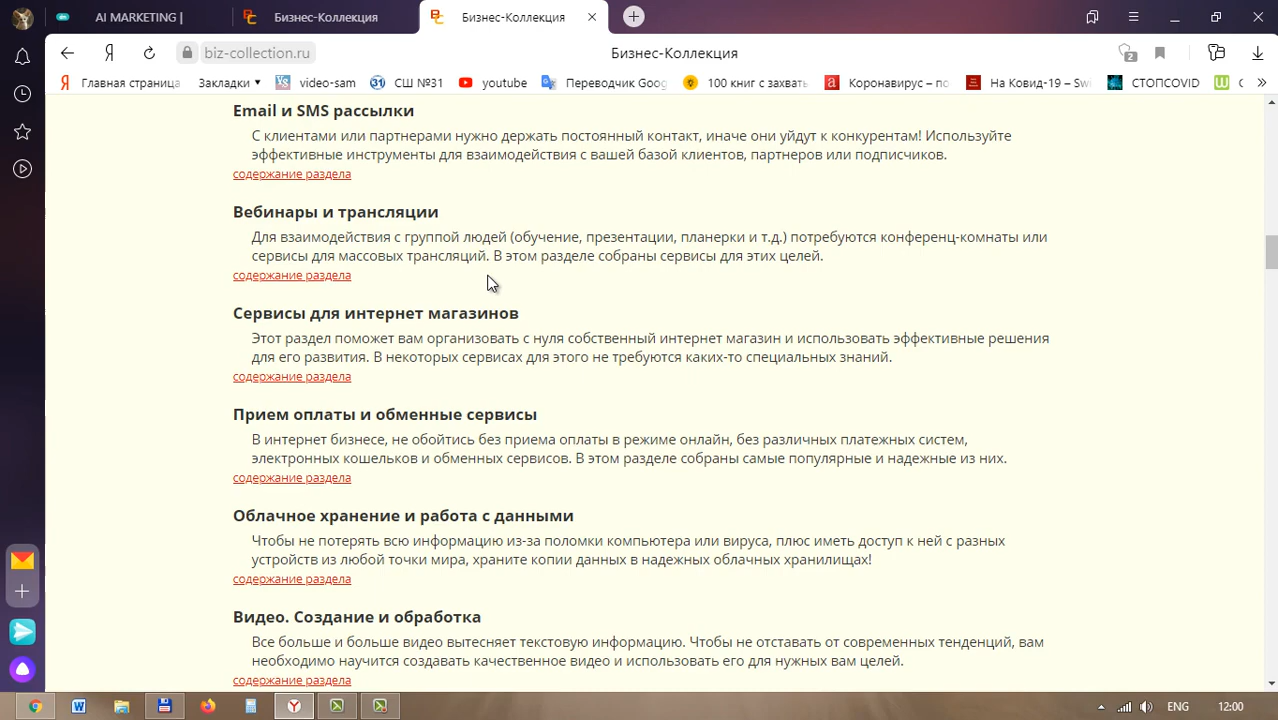 AI MARKETING |
Бизнес-Коллекция
Бизнес-Коллекция
biz-collection.ru
Бизнес-Коллекция
2
Главная страница
Закладки
video-sam
СШ №31
youtube
Переводчик Goog
100 книг с захвать
Коронавирус – по
На Ковид-19 – Sw
СТОПCOVID
Email и SMS рассылки
С клиентами или партнерами нужно держать постоянный контакт, иначе они уйдут к конкурентам! Используйте
эффективные инструменты для взаимодействия с вашей базой клиентов, партнеров или подписчиков.
содержание раздела
Вебинары и трансляции
Для взаимодействия с группой людей (обучение, презентации, планерки и т.д.) потребуются конференц-комнаты или
сервисы для массовых трансляций. В этом разделе собраны сервисы для этих целей.
содержание раздела
Сервисы для интернет магазинов
Этот раздел поможет вам организовать с нуля собственный интернет магазин и использовать эффективные решения
для его развития. В некоторых сервисах для этого не требуются каких-то специальных знаний.
содержание раздела
Прием оплаты и обменные сервисы
В интернет бизнесе, не обойтись без приема оплаты в режиме онлайн, без различных платежных систем,
электронных кошельков и обменных сервисов. В этом разделе собраны самые популярные и надежные из них.
содержание раздела
Облачное хранение и работа с данными
Чтобы не потерять всю информацию из-за поломки компьютера или вируса, плюс иметь доступ к ней с разных
устройств из любой точки мира, храните копии данных в надежных облачных хранилищах!
содержание раздела
Видео. Создание и обработка
Все больше и больше видео вытесняет текстовую информацию. Чтобы не отставать от современных тенденций, вам
необходимо научится создавать качественное видео и использовать его для нужных вам целей.
содержание раздела
ENG
12:00